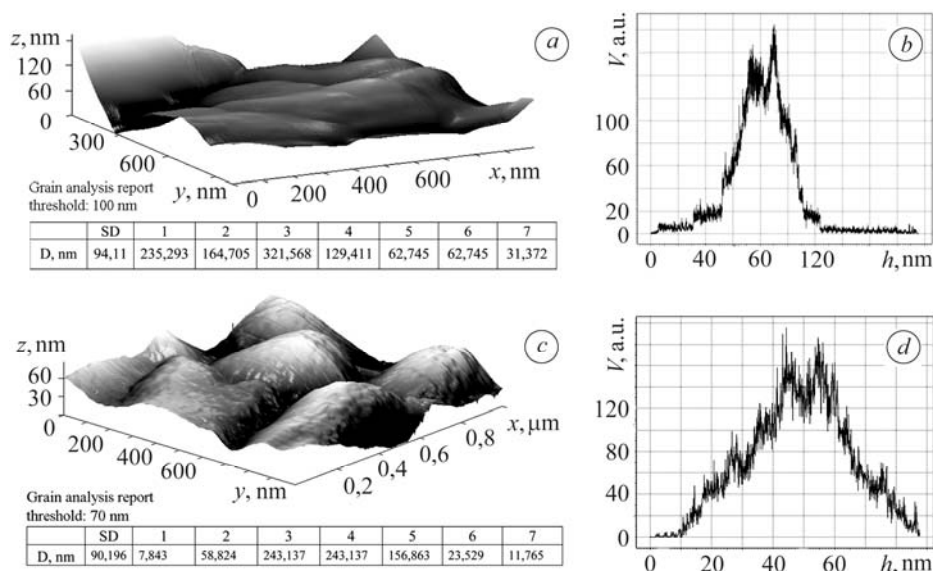 z, nm
120
60
0
300
600
y, nm
0 200 400 600
x, nm
a
Grain analysis report
threshold: 100 nm
SD 1 2 3 4 5 6 7
D, nm 94,11 235,293 164,705 321,568 129,411 62,745 62,745 31,372
V, a.u.
b
100
60
20
0
0 40 60 120 h, nm
z, nm
60
30
0
200
400
600
y, nm
0,2
0,4
0,6
0,8
x, μm
c
Grain analysis report
threshold: 70 nm
SD 1 2 3 4 5 6 7
D, nm 90,196 7,843 58,824 243,137 243,137 156,863 23,529 11,765
V, a.u.
d
120
80
40
0
0 20 40 60 h, nm